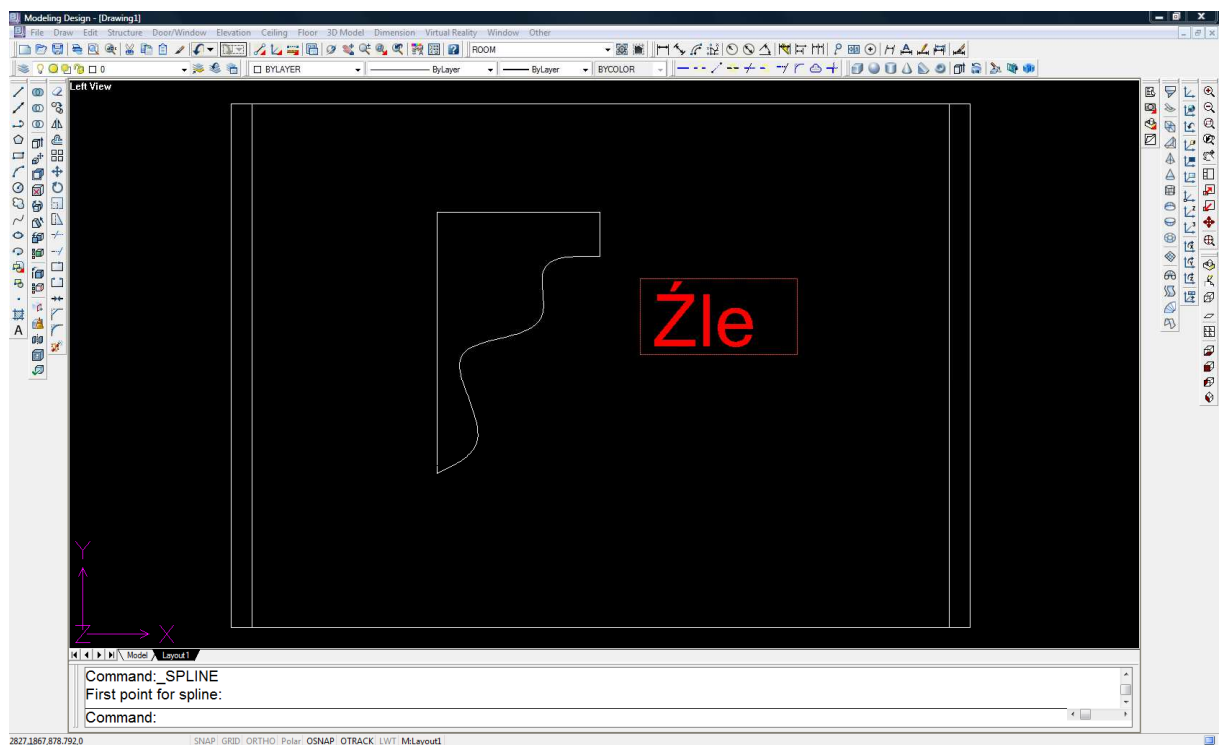 Modeling Design - [Drawing1]
File Draw Edit Structure Door/Window Elevation Ceiling Floor 3D Model Dimension Virtual Reality Window Other
ROOM
0 BYLAYER ByLayer ByLayer BYCOLOR
Left View
Źle
A
Y
Z X
Model Layout1
Command:_SPLINE
First point for spline:
Command:
2827,1867,878.792,0 SNAP GRID ORTHO Polar OSNAP OTRACK LWT M:Layout1